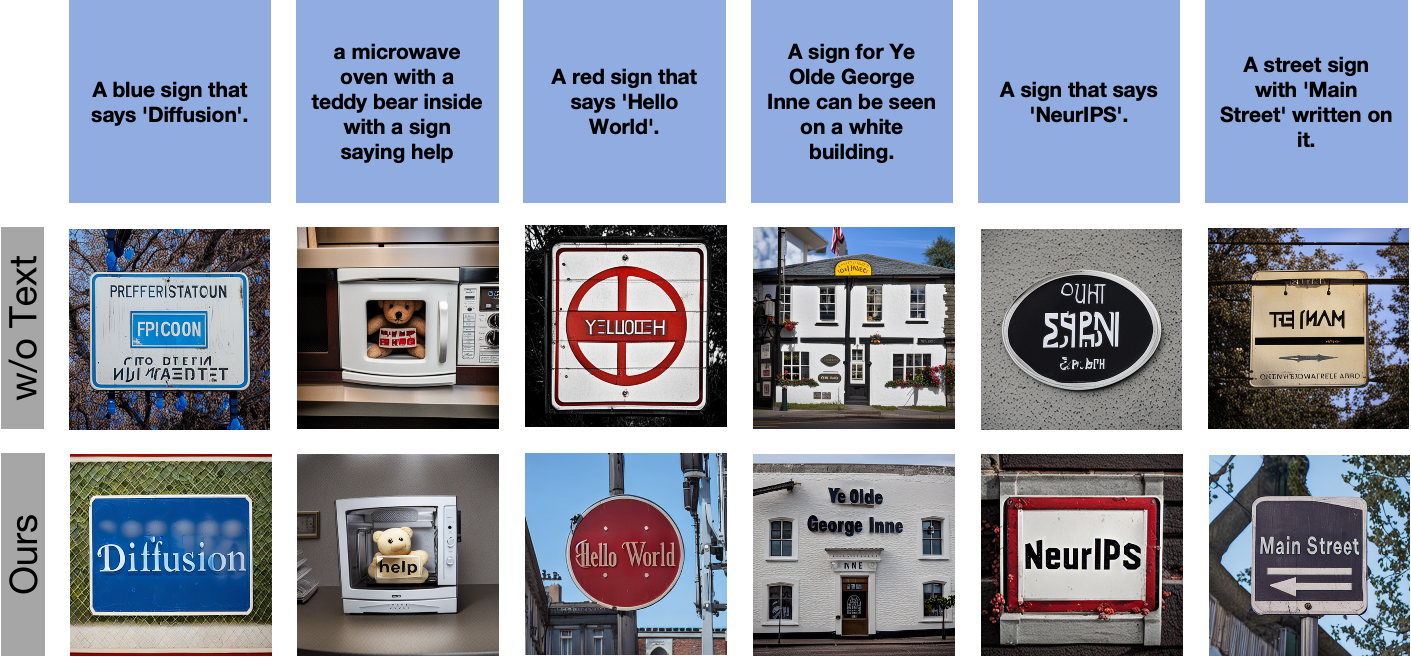 A blue sign that
says 'Diffusion'.
a microwave
oven with a
teddy bear inside
with a sign
saying help
A red sign that
says 'Hello
World'.
A sign for Ye
Olde George
Inne can be seen
on a white
building.
A sign that says
'NeurIPS'.
A street sign
with 'Main
Street' written on
it.
w/o Text
PREFFERISTATOUN
FPICOON
Ours
Diffusion
help
Hello World
Ye Olde
George Inne
INNE
NeurIPS
Main Street